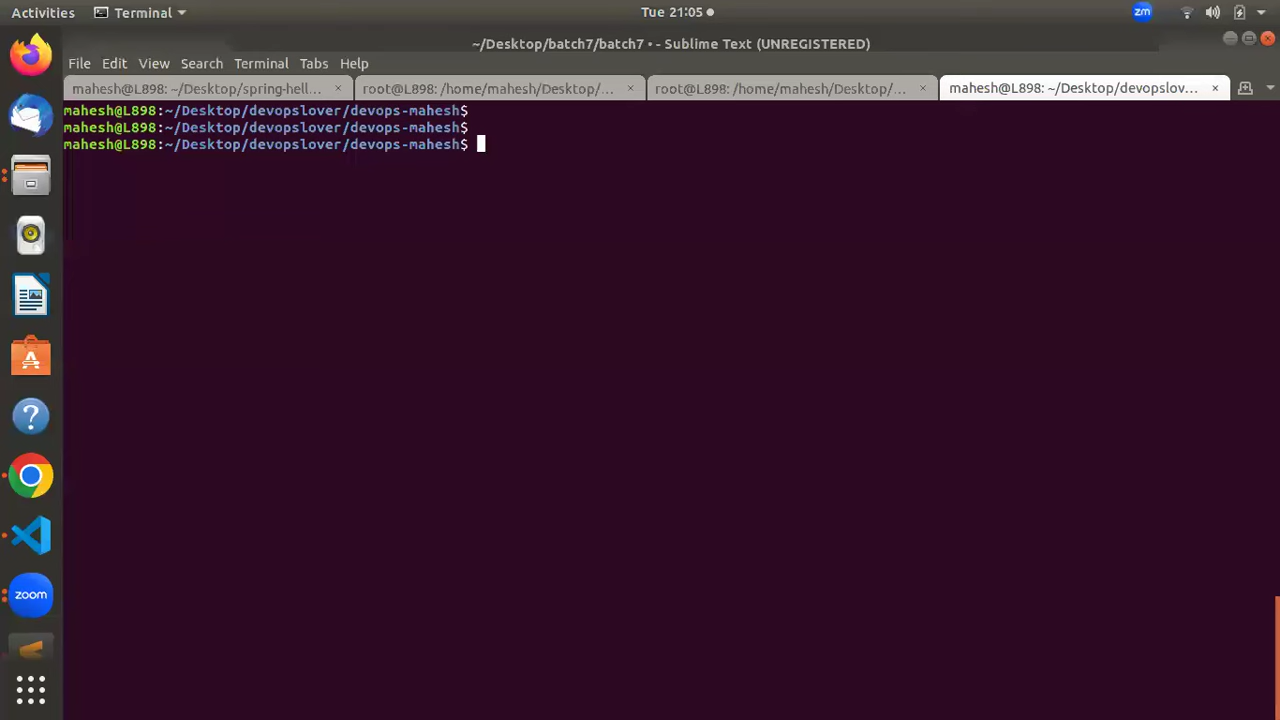 Activities Terminal Tue 21:05 zm
~/Desktop/batch7/batch7 • - Sublime Text (UNREGISTERED)
File Edit View Search Terminal Tabs Help
mahesh@L898: ~/Desktop/spring-hell... × root@L898: /home/mahesh/Desktop/... × root@L898: /home/mahesh/Desktop/... × mahesh@L898: ~/Desktop/devopslov... ×
mahesh@L898:~/Desktop/devopslover/devops-mahesh$
mahesh@L898:~/Desktop/devopslover/devops-mahesh$
mahesh@L898:~/Desktop/devopslover/devops-mahesh$
zoom